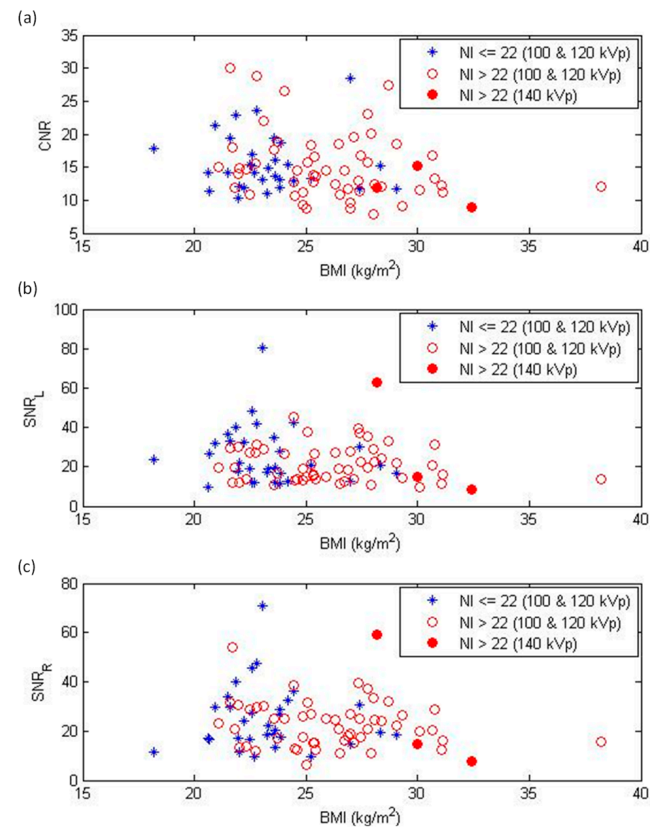 (a)
35
30
25
20
15
10
5
CNR
NI <= 22 (100 & 120 kVp)
NI > 22 (100 & 120 kVp)
NI > 22 (140 kVp)
15 20 25 30 35 40
BMI (kg/m²)
(b)
100
80
60
40
20
0
SNR_L
NI <= 22 (100 & 120 kVp)
NI > 22 (100 & 120 kVp)
NI > 22 (140 kVp)
15 20 25 30 35 40
BMI (kg/m²)
(c)
80
60
40
20
0
SNR_R
NI <= 22 (100 & 120 kVp)
NI > 22 (100 & 120 kVp)
NI > 22 (140 kVp)
15 20 25 30 35 40
BMI (kg/m²)